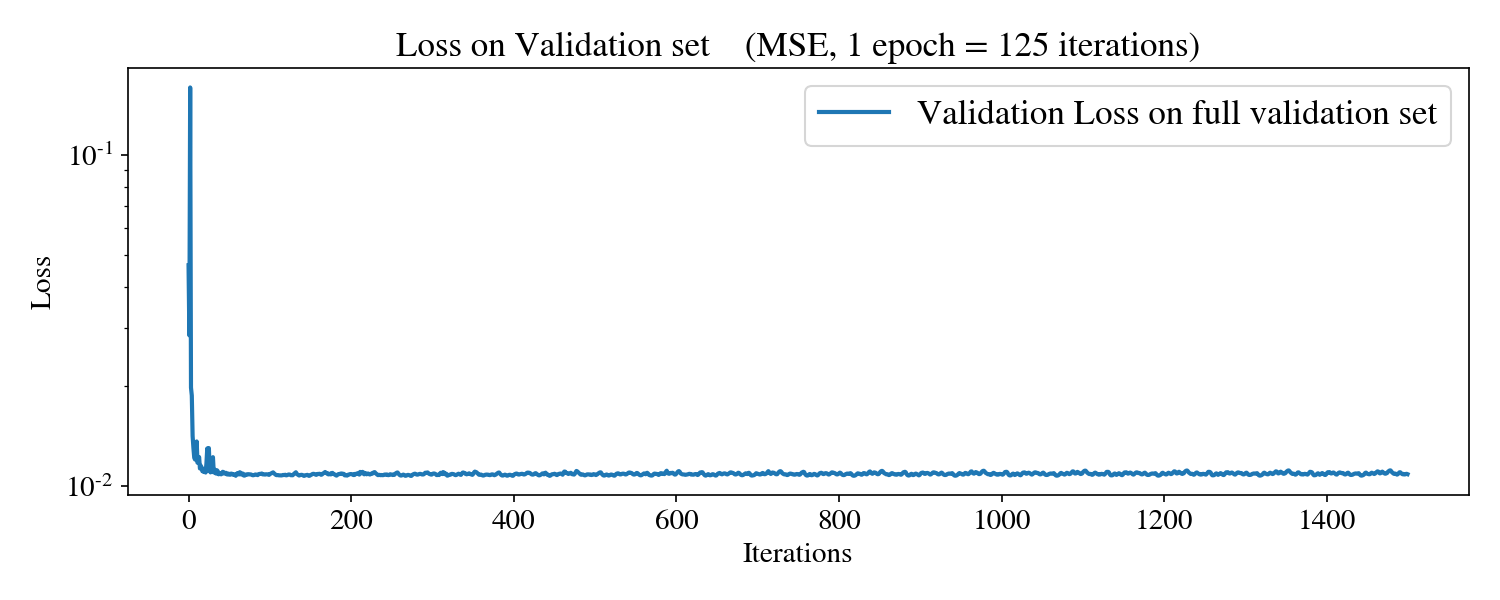 Loss on Validation set    (MSE, 1 epoch = 125 iterations)
Validation Loss on full validation set
10⁻¹
10⁻²
Loss
0 200 400 600 800 1000 1200 1400
Iterations